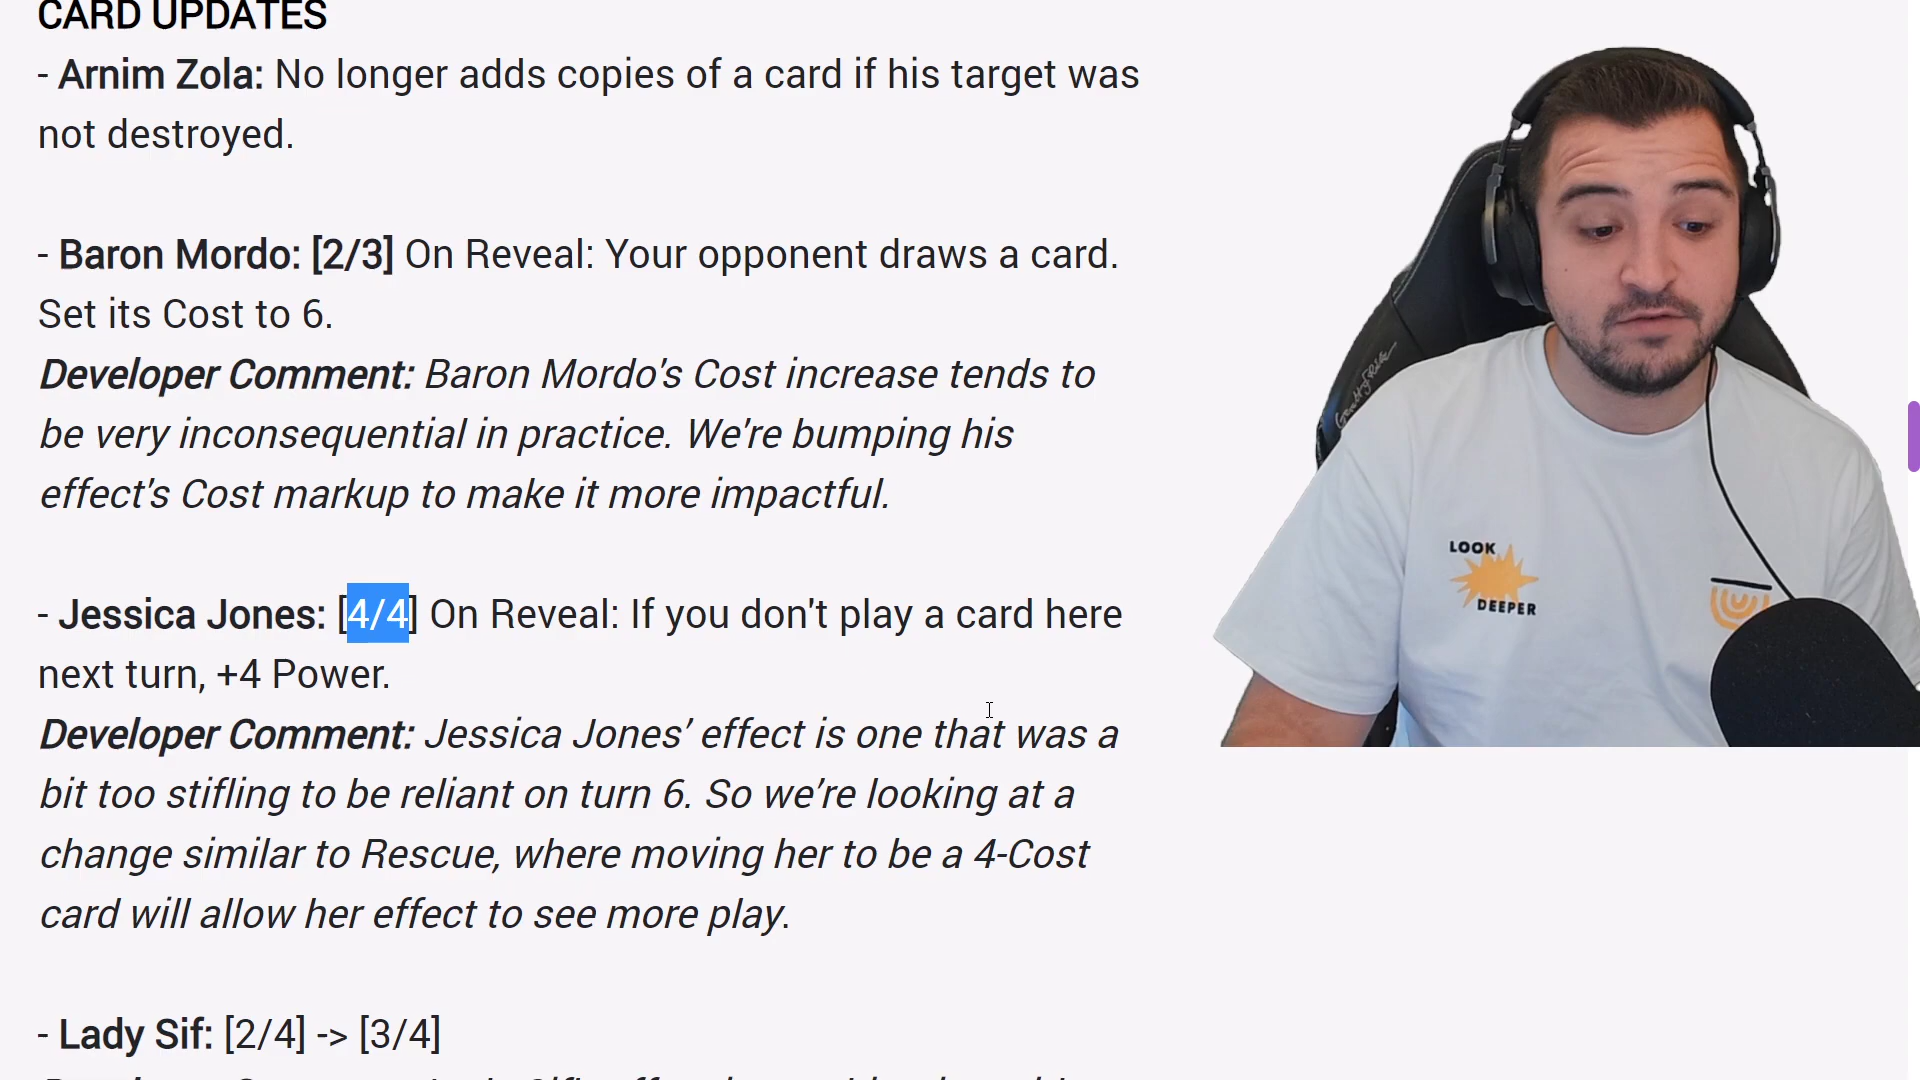 CARD UPDATES
- Arnim Zola: No longer adds copies of a card if his target was
not destroyed.
- Baron Mordo: [2/3] On Reveal: Your opponent draws a card.
Set its Cost to 6.
Developer Comment: Baron Mordo's Cost increase tends to
be very inconsequential in practice. We're bumping his
effect's Cost markup to make it more impactful.
- Jessica Jones: [4/4] On Reveal: If you don't play a card here
next turn, +4 Power.
Developer Comment: Jessica Jones’ effect is one that was a
bit too stifling to be reliant on turn 6. So we’re looking at a
change similar to Rescue, where moving her to be a 4-Cost
card will allow her effect to see more play.
- Lady Sif: [2/4] -> [3/4]
LOOK
DEEPER